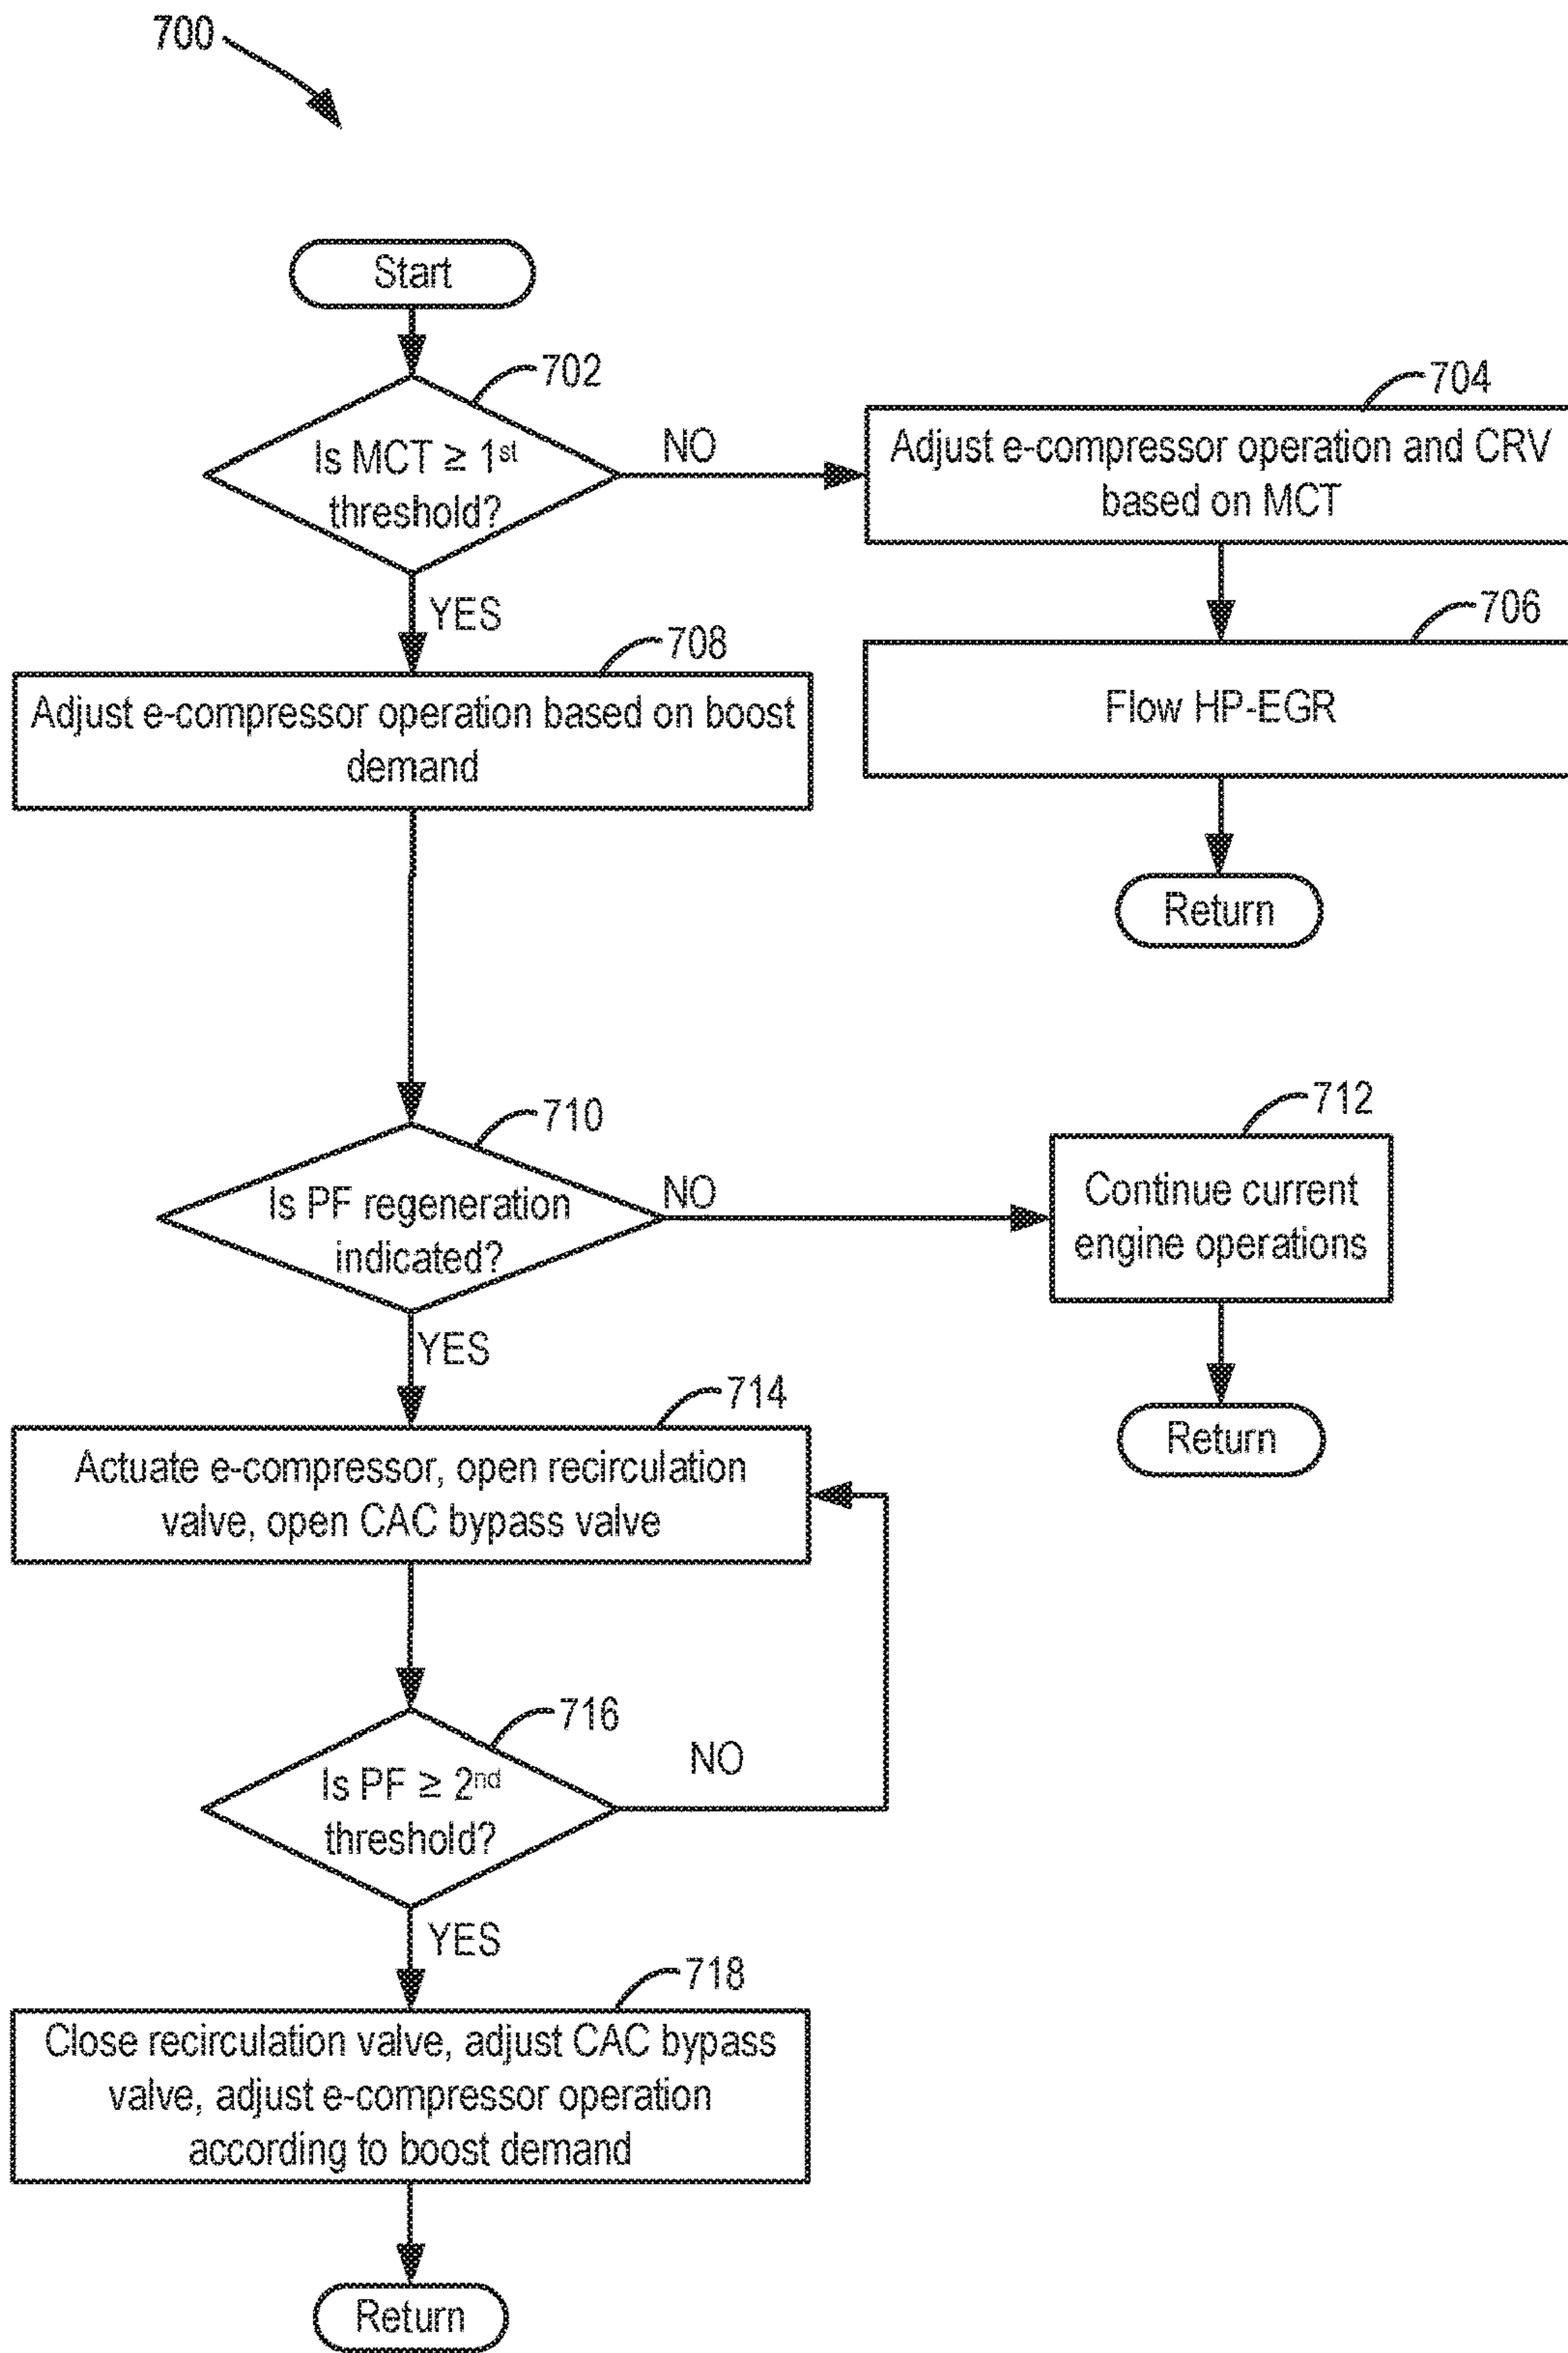 700
Start
702
Is MCT ≥ 1st
threshold?
NO
704
Adjust e-compressor operation and CRV
based on MCT
YES
706
Flow HP-EGR
Return
708
Adjust e-compressor operation based on boost
demand
710
Is PF regeneration
indicated?
NO
712
Continue current
engine operations
Return
YES
714
Actuate e-compressor, open recirculation
valve, open CAC bypass valve
716
Is PF ≥ 2nd
threshold?
NO
YES
718
Close recirculation valve, adjust CAC bypass
valve, adjust e-compressor operation
according to boost demand
Return